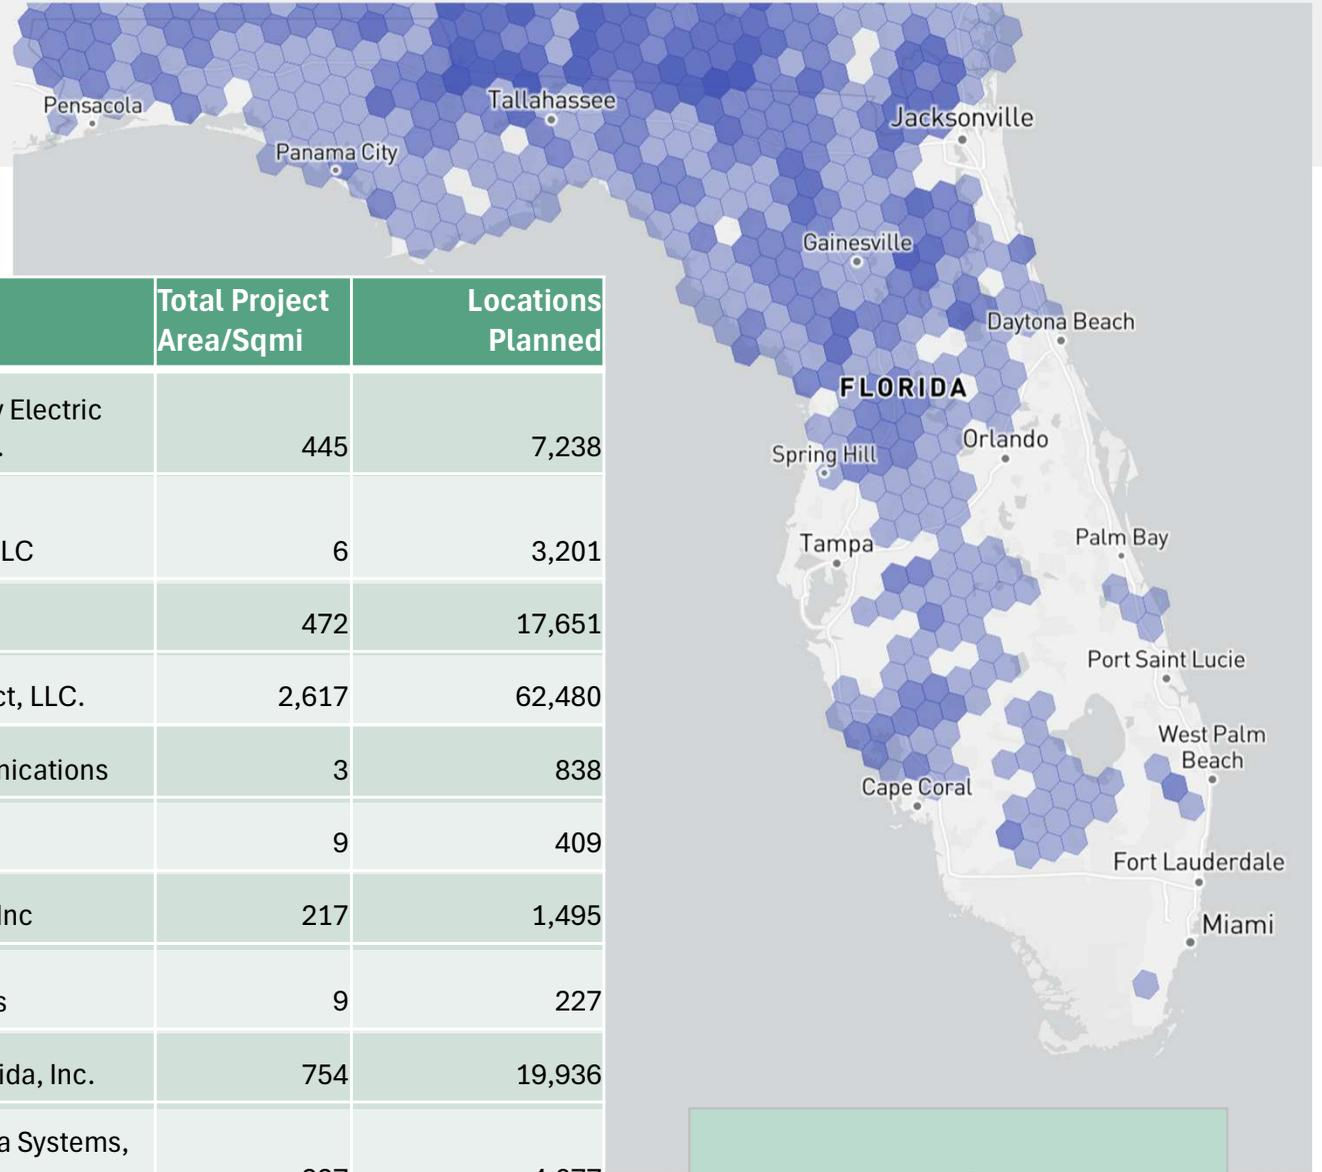 Pensacola
Tallahassee
Jacksonville
Panama City
Gainesville
Daytona Beach
FLORIDA
Orlando
Spring Hill
Tampa
Palm Bay
Port Saint Lucie
West Palm
Beach
Cape Coral
Fort Lauderdale
Miami
Total Project Locations
Area/Sqmi Planned
Electric
445 7,238
LC 6 3,201
472 17,651
LLC. 2,617 62,480
3 838
9 409
Inc 217 1,495
9 227
Inc. 754 19,936
Systems,